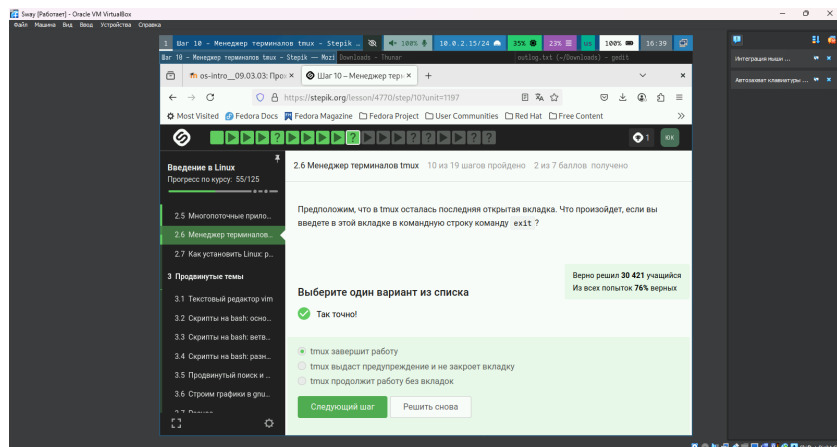 Sway [Работает] - Oracle VM VirtualBox
Файл Машина Вид Ввод Устройства Справка
1 Шаг 10 – Менеджер терминалов tmux – Stepik … 100% 10.0.2.15/24 35% 23% us 100% 16:39
Шаг 10 – Менеджер терминалов tmux – Stepik — Mozi Downloads - Thunar outlog.txt (~/Downloads) - gedit
os-intro__09.03.03: Про Шаг 10 – Менеджер терм +
https://stepik.org/lesson/4770/step/10?unit=1197
Most Visited Fedora Docs Fedora Magazine Fedora Project User Communities Red Hat Free Content
1 ЮК
Введение в Linux
Прогресс по курсу: 55/125
2.5 Многопоточные прило...
2.6 Менеджер терминалов...
2.7 Как установить Linux: р...
3 Продвинутые темы
3.1 Текстовый редактор vim
3.2 Скрипты на bash: осно...
3.3 Скрипты на bash: ветв...
3.4 Скрипты на bash: разн...
3.5 Продвинутый поиск и ...
3.6 Строим графики в gnu...
3.7 Разное
2.6 Менеджер терминалов tmux 10 из 19 шагов пройдено 2 из 7 баллов получено
Предположим, что в tmux осталась последняя открытая вкладка. Что произойдет, если вы
введете в этой вкладке в командную строку команду exit ?
Верно решил 30 421 учащийся
Из всех попыток 76% верных
Выберите один вариант из списка
Так точно!
tmux завершит работу
tmux выдаст предупреждение и не закроет вкладку
tmux продолжит работу без вкладок
Следующий шаг Решить снова
Интеграция мыши ...
Автозахват клавиатуры ...